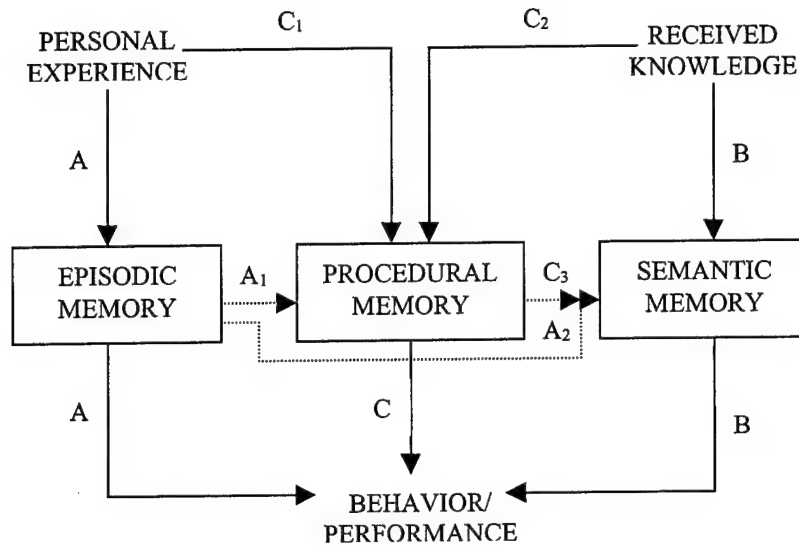 C₁
C₂
PERSONAL
EXPERIENCE
RECEIVED
KNOWLEDGE
A
B
EPISODIC
MEMORY
A₁
PROCEDURAL
MEMORY
C₃
A₂
SEMANTIC
MEMORY
A
C
B
BEHAVIOR/
PERFORMANCE